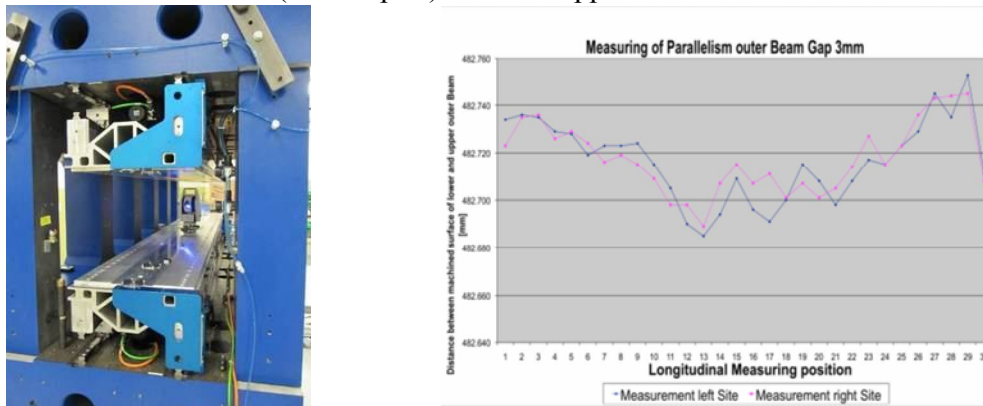 Measuring of Parallelism outer Beam Gap 3mm
Distance between machined surface of lower and upper outer Beam
[mm]
482.760
482.740
482.720
482.700
482.680
482.660
482.640
1 2 3 4 5 6 7 8 9 10 11 12 13 14 15 16 17 18 19 20 21 22 23 24 25 26 27 28 29
Longitudinal Measuring position
Measurement left Site Measurement right Site